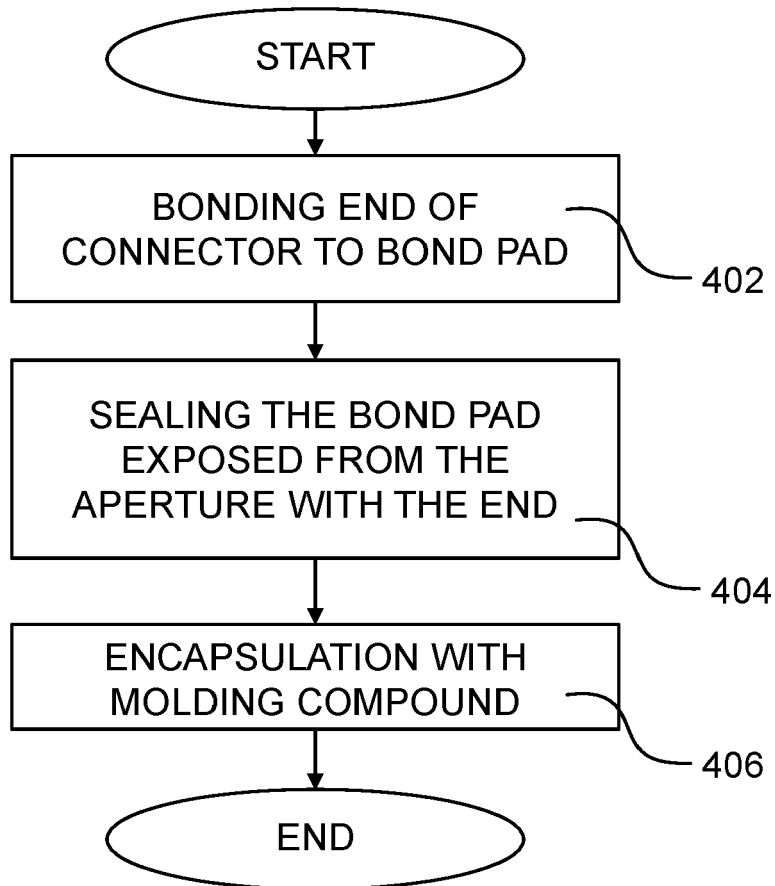 START
BONDING END OF
CONNECTOR TO BOND PAD
402
SEALING THE BOND PAD
EXPOSED FROM THE
APERTURE WITH THE END
404
ENCAPSULATION WITH
MOLDING COMPOUND
406
END